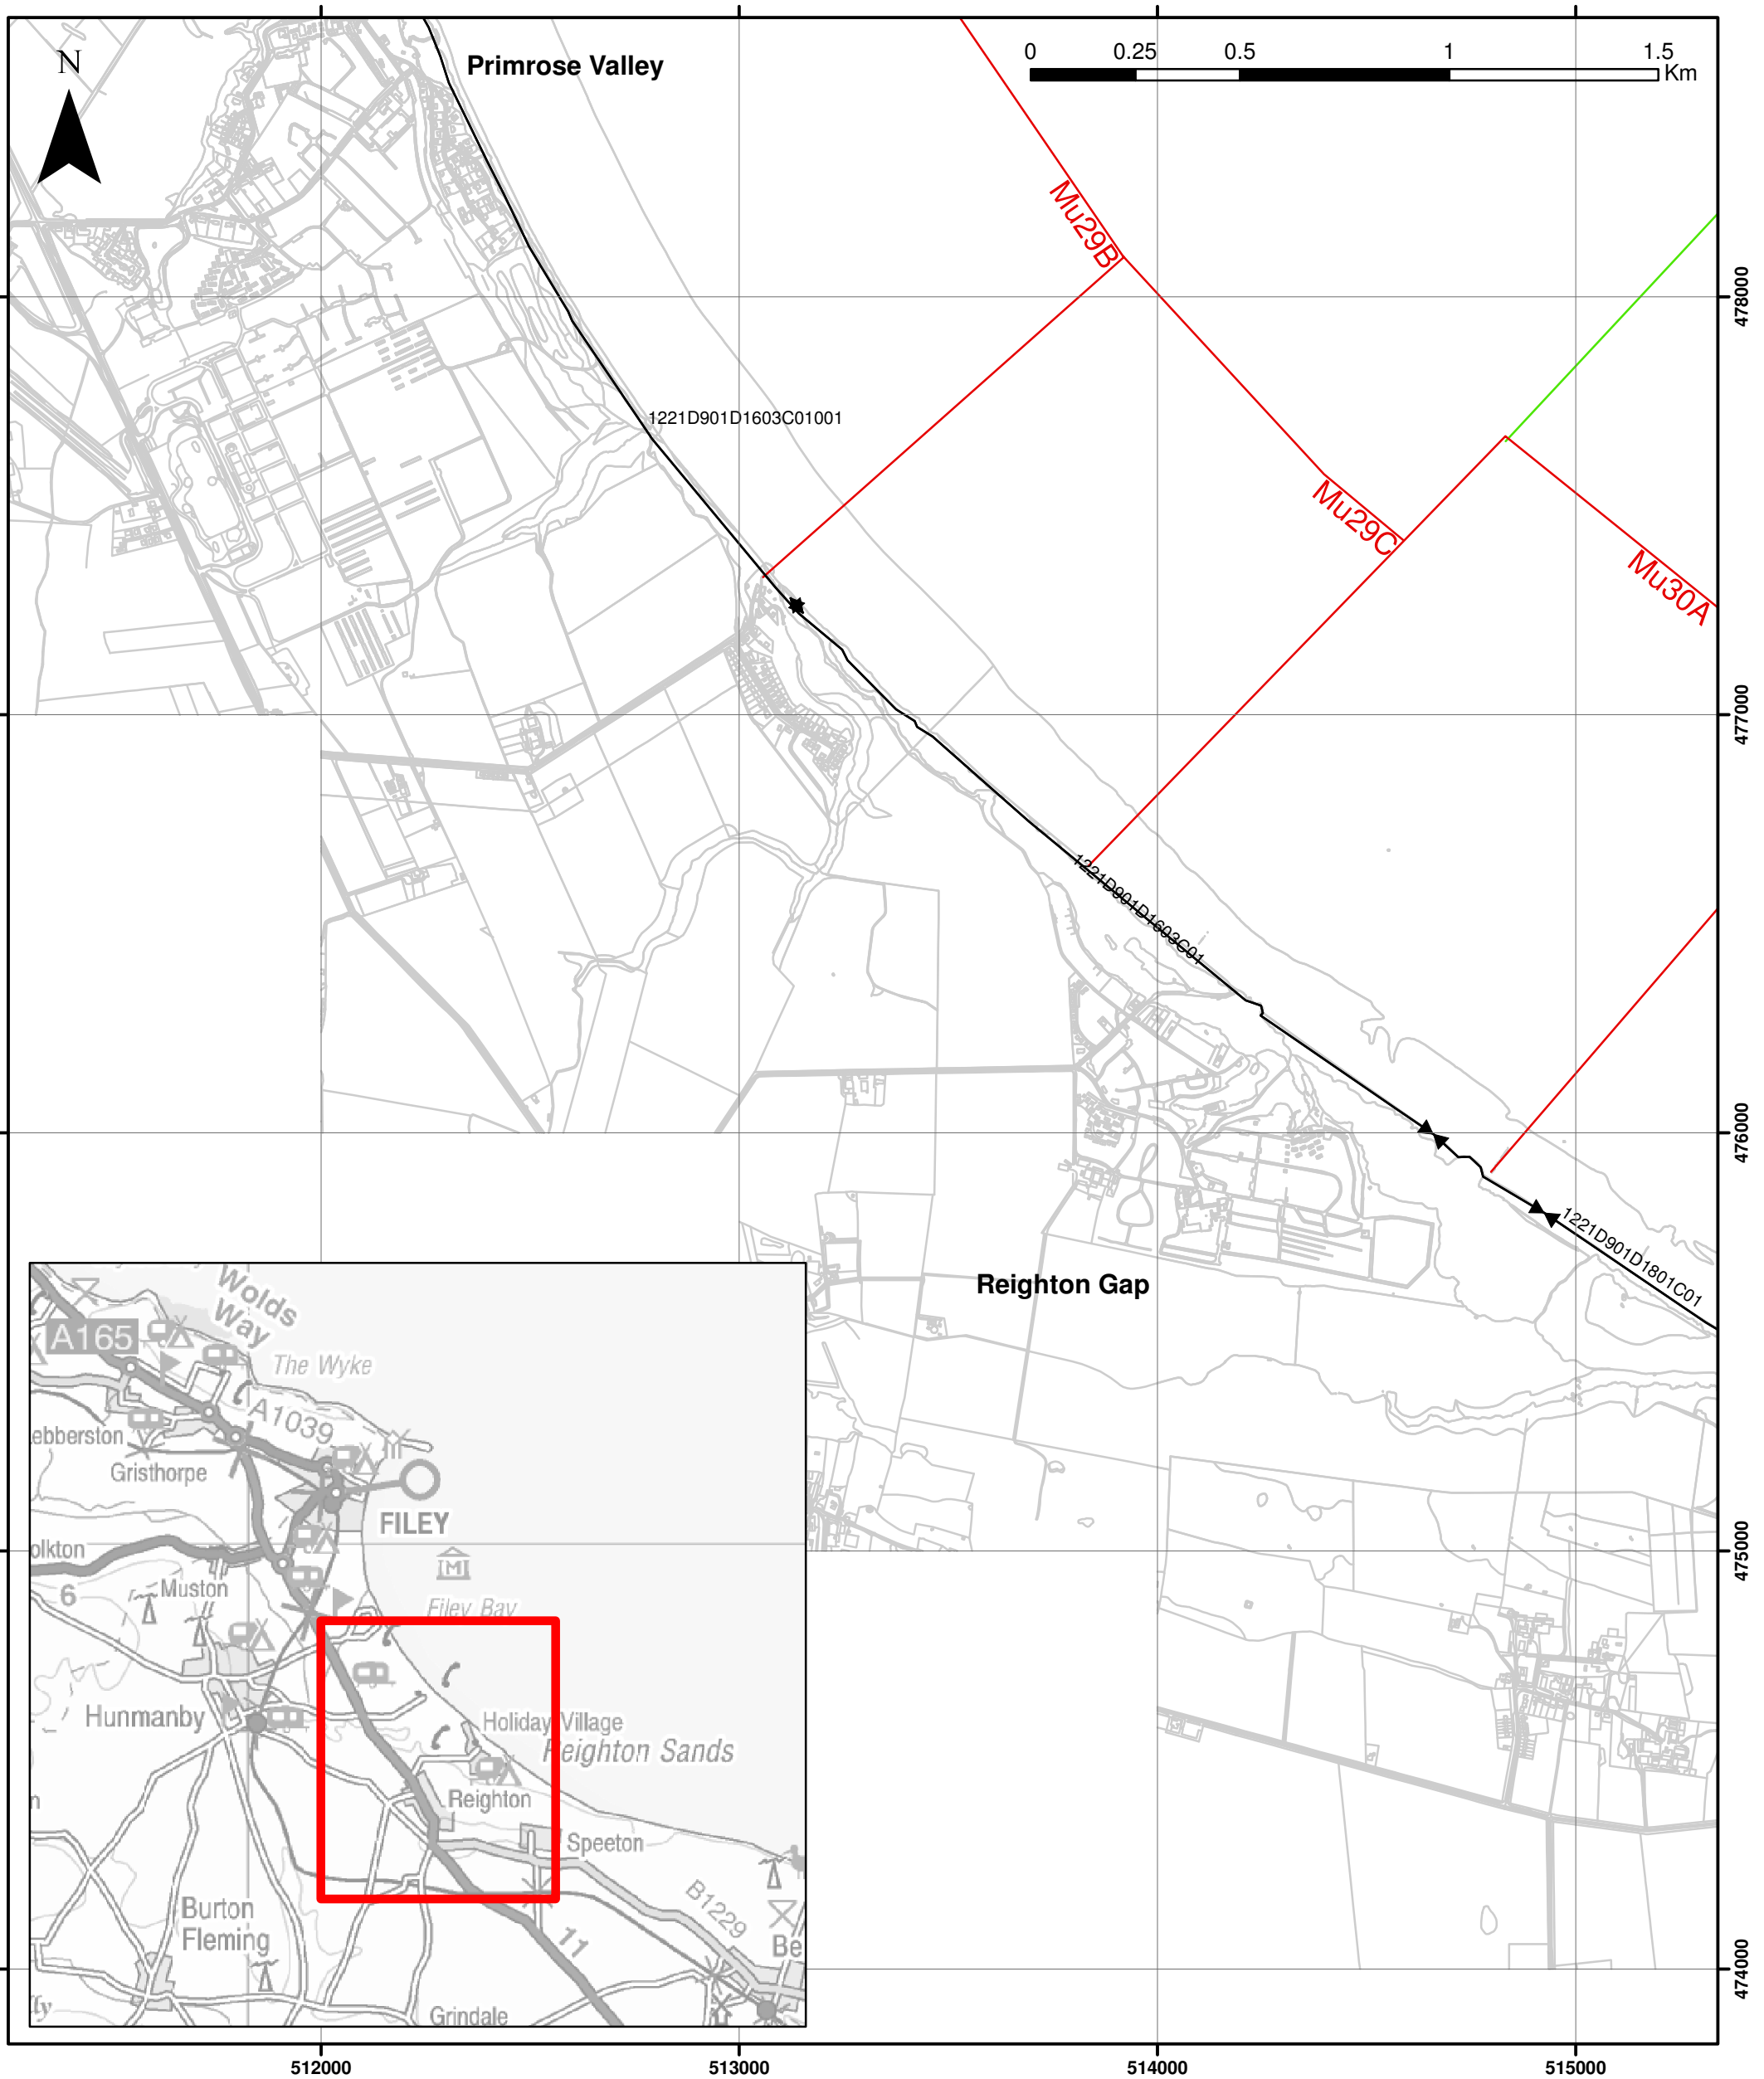 N
Primrose Valley
0 0.25 0.5 1 1.5
Km
Mu29B
478000
1221D901D1603C01001
Mu29C
Mu30A
477000
1221D901D1603C01
476000
1221D901D1801C01
Reighton Gap
475000
474000
512000 513000 514000 515000
Wolds
Way
A165
The Wyke
A1039
ebberston
Gristhorpe
FILEY
olkton
6
Muston
Filey Bay
Hunmanby
Holiday Village
Reighton Sands
Reighton
Speeton
B1229
Burton
Fleming
11
Be
Grindale
n
fy